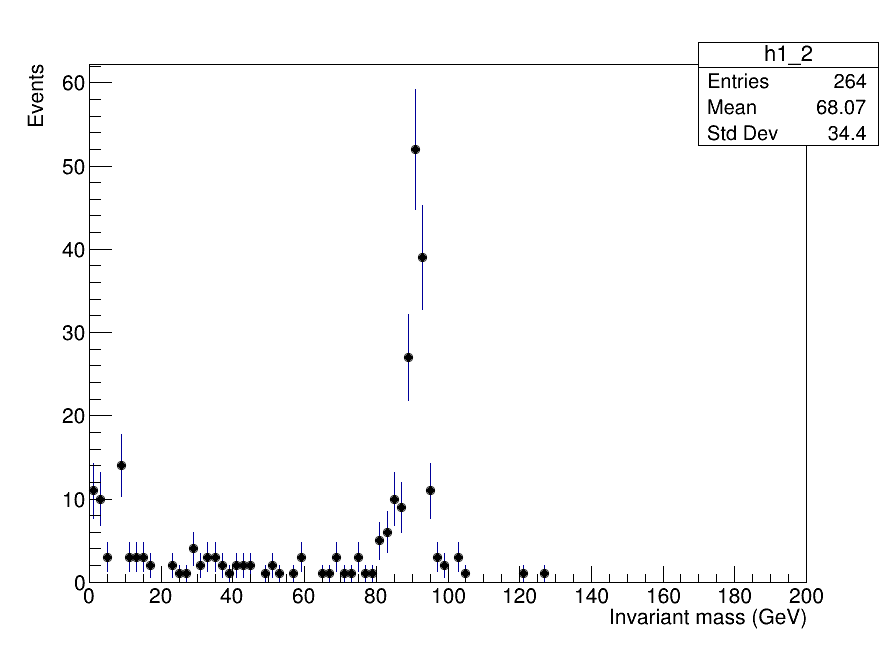 h1_2
Entries 264
Mean 68.07
Std Dev 34.4
Events
60
50
40
30
20
10
0
0 20 40 60 80 100 120 140 160 180 200
Invariant mass (GeV)